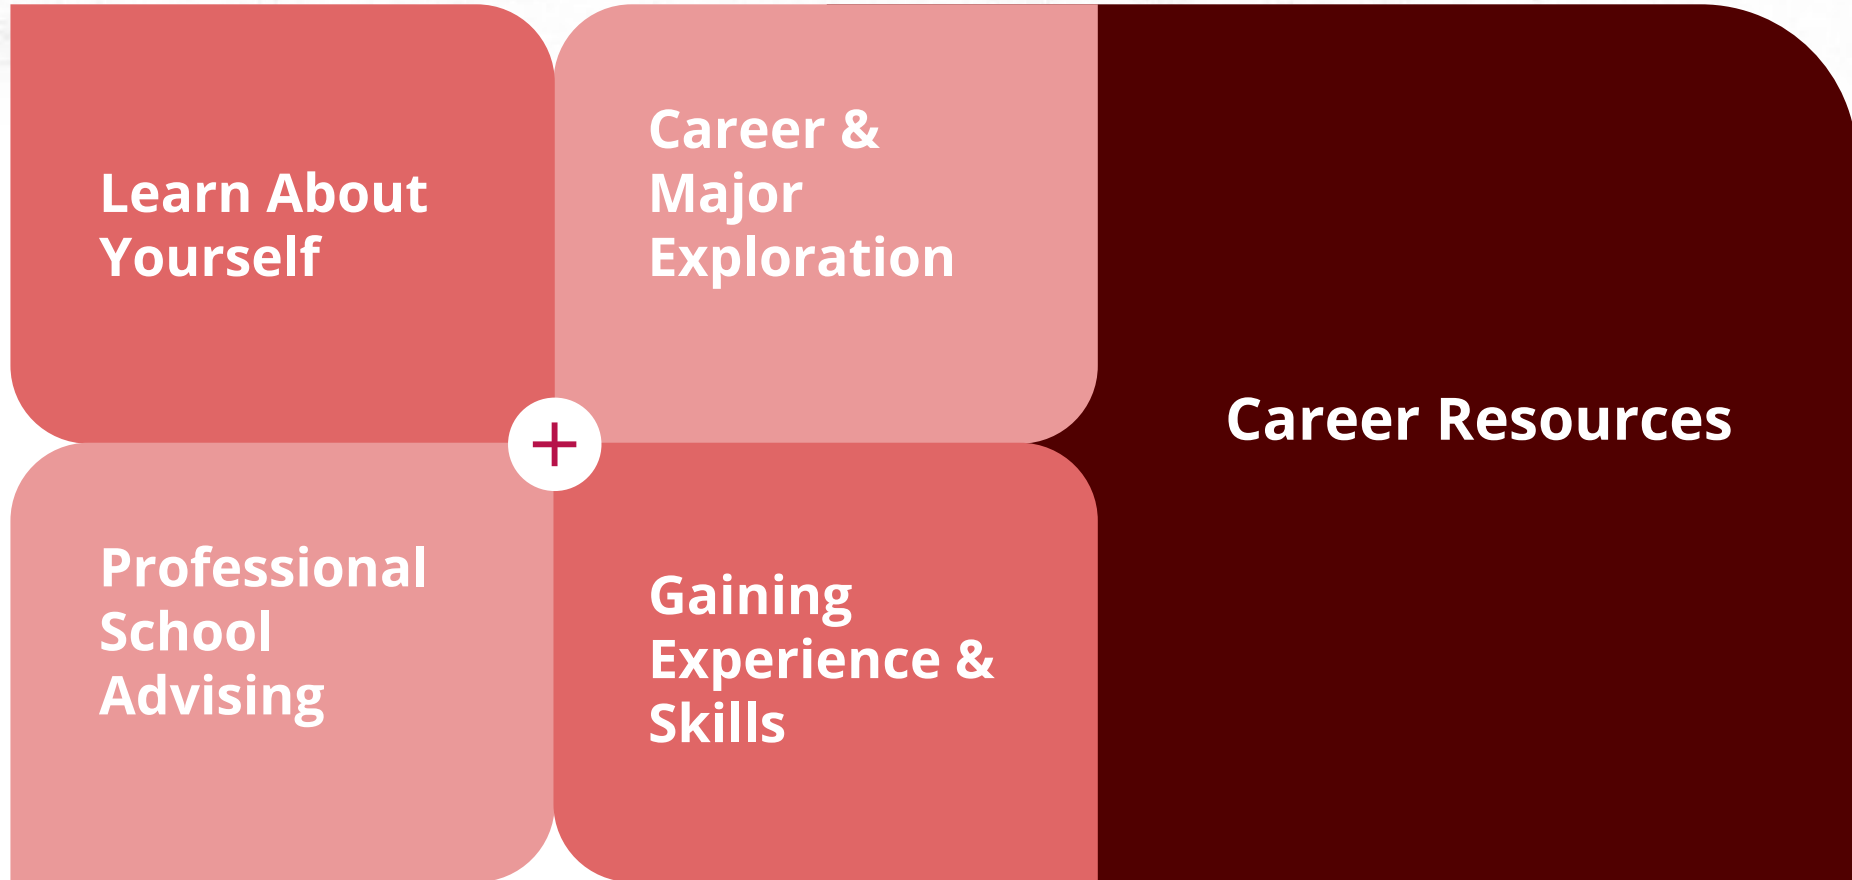 Learn About
Yourself
Career &
Major
Exploration
Professional
School
Advising
Gaining
Experience &
Skills
Career Resources